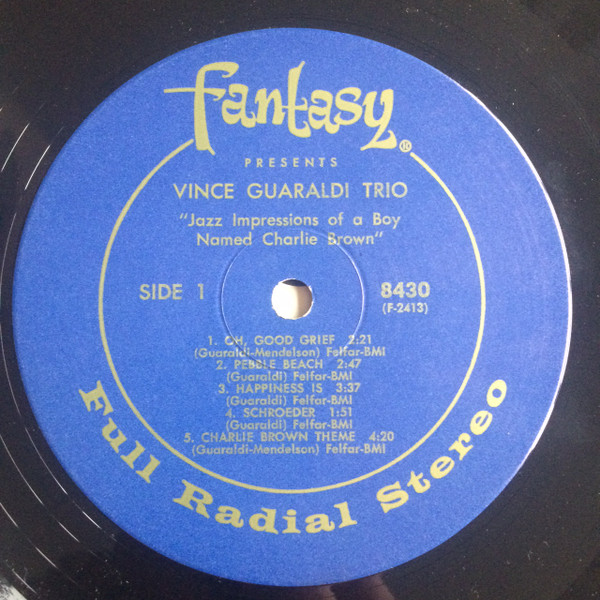 fantasy®
PRESENTS
VINCE GUARALDI TRIO
"Jazz Impressions of a Boy
Named Charlie Brown"
SIDE 1
8430
(F-2413)
1. OH, GOOD GRIEF 2:21
(Guaraldi-Mendelson) Felfar-BMI
2. PEBBLE BEACH 2:47
(Guaraldi) Felfar-BMI
3. HAPPINESS IS 3:37
(Guaraldi) Felfar-BMI
4. SCHROEDER 1:51
(Guaraldi) Felfar-BMI
5. CHARLIE BROWN THEME 4:20
(Guaraldi-Mendelson) Felfar-BMI
Full Radial Stereo